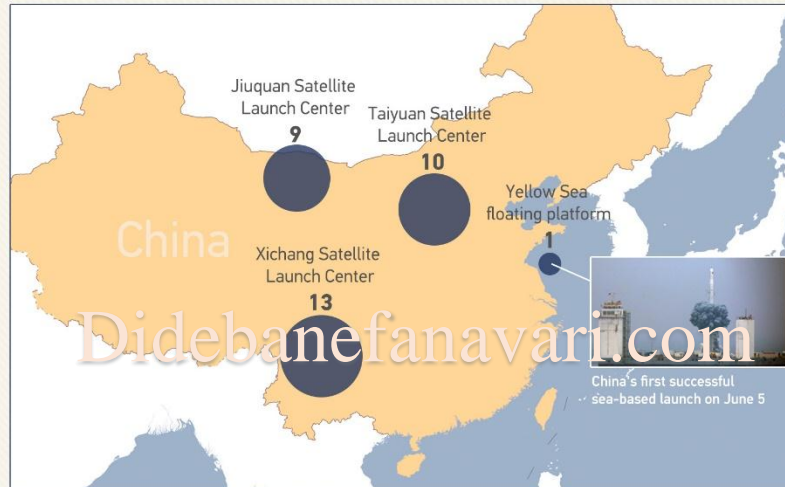 Jiuquan Satellite
Launch Center
9
Taiyuan Satellite
Launch Center
10
Yellow Sea
floating platform
1
China
Xichang Satellite
Launch Center
13
Didebanefanavari.com
China's first successful
sea-based launch on June 5